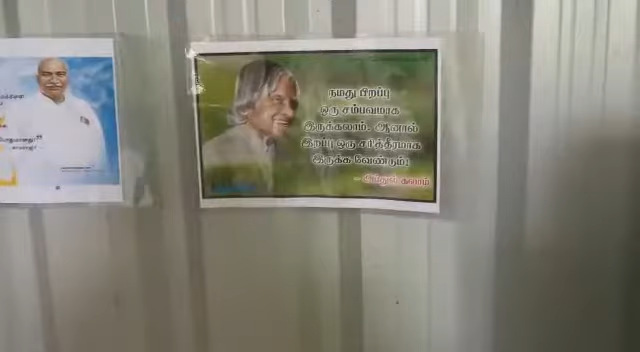 நமது பிறப்பு
ஒரு சம்பவமாக
இருக்கலாம். ஆனால்
இறப்பு ஒரு சரித்திரமாக
இருக்க வேண்டும்!
- அப்துல் கலாம்